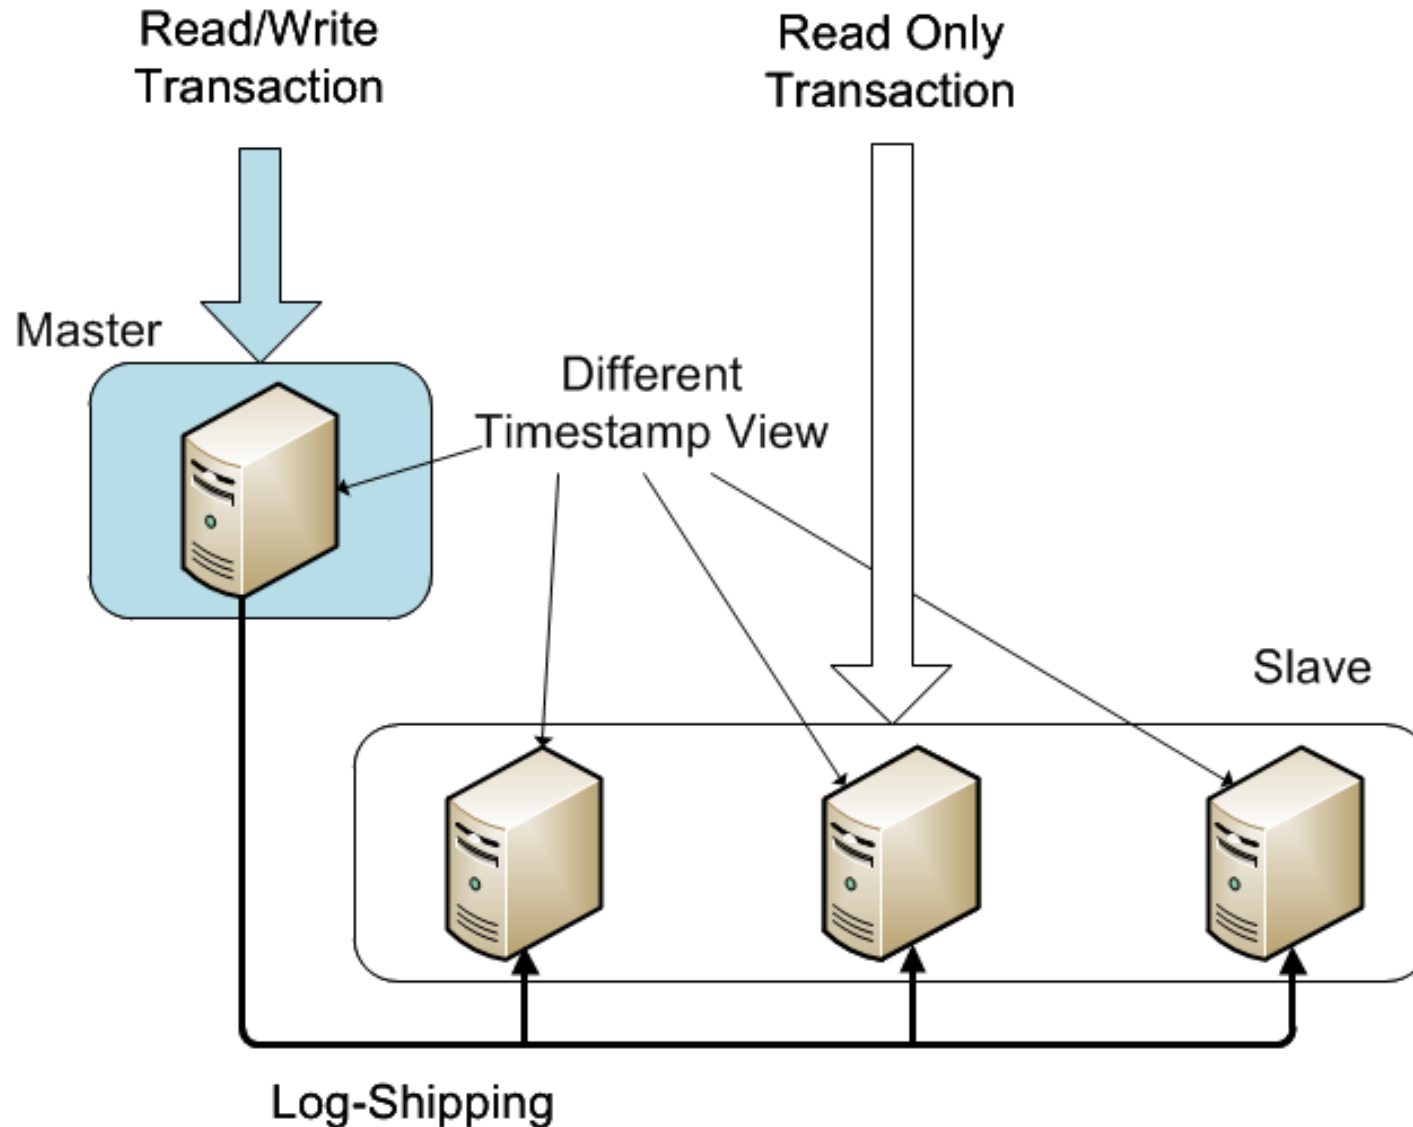 Read/Write
Transaction
Read Only
Transaction
Master
Different
Timestamp View
Slave
Log-Shipping